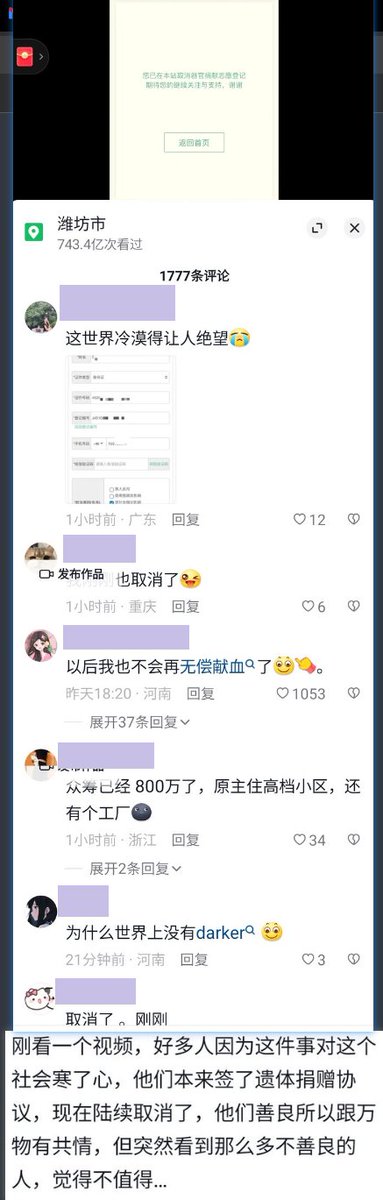 您已在本站取消器官捐献志愿登记
期待您的继续关注与支持，谢谢
返回首页
潍坊市
743.4亿次看过
1777条评论
这世界冷漠得让人绝望😭
1小时前 · 广东 回复 12
发布作品
也取消了😜
1小时前 · 重庆 回复 6
以后我也不会再无偿献血了🙂👈。
昨天18:20 · 河南 回复 1053
展开37条回复
众筹已经 800万了，原主住高档小区，还
有个工厂🌚
1小时前 · 浙江 回复 34
展开2条回复
为什么世界上没有darker 🙂
21分钟前 · 河南 回复 3
取消了 。刚刚
刚看一个视频，好多人因为这件事对这个
社会寒了心，他们本来签了遗体捐赠协
议，现在陆续取消了，他们善良所以跟万
物有共情，但突然看到那么多不善良的
人，觉得不值得...